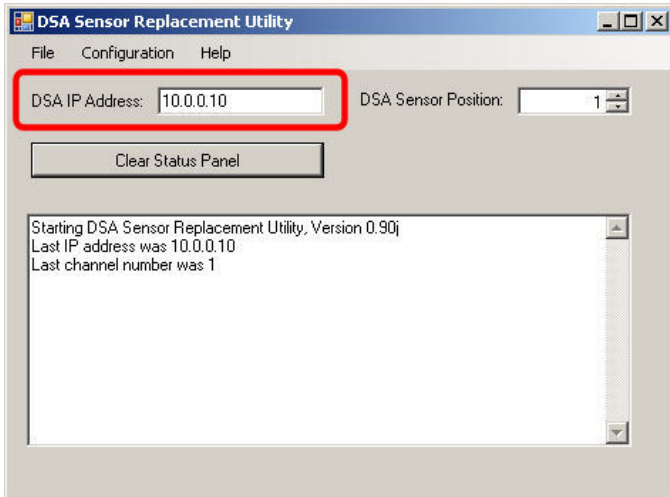 DSA Sensor Replacement Utility
File Configuration Help
DSA IP Address: 10.0.0.10 DSA Sensor Position: 1
Clear Status Panel
Starting DSA Sensor Replacement Utility, Version 0.90j
Last IP address was 10.0.0.10
Last channel number was 1